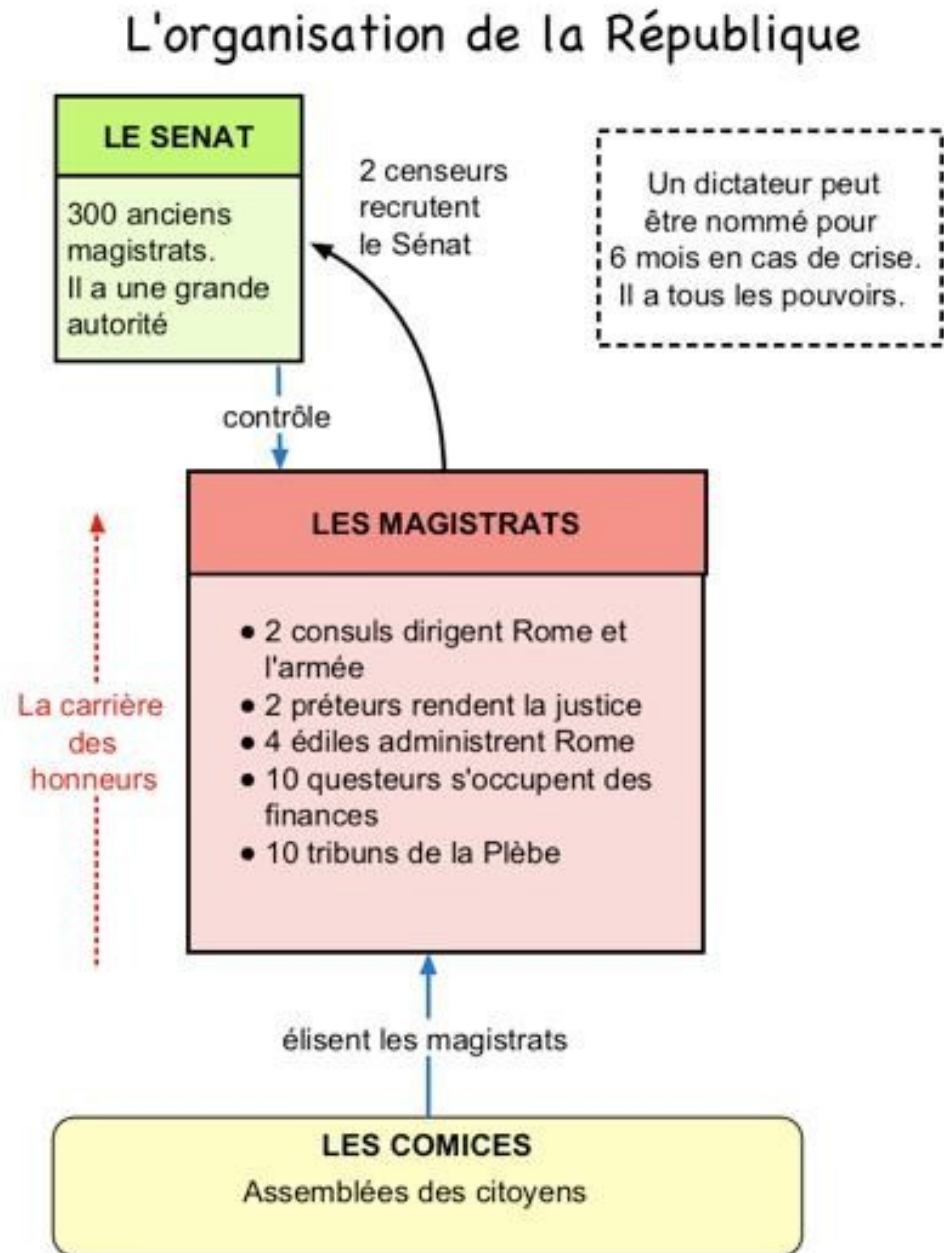 L'organisation de la République
LE SENAT
300 anciens
magistrats.
Il a une grande
autorité
2 censeurs
recrutent
le Sénat
Un dictateur peut
être nommé pour
6 mois en cas de crise.
Il a tous les pouvoirs.
contrôle
LES MAGISTRATS
● 2 consuls dirigent Rome et
l'armée
● 2 préteurs rendent la justice
● 4 édiles administrent Rome
● 10 questeurs s'occupent des
finances
● 10 tribuns de la Plèbe
La carrière
des
honneurs
élisent les magistrats
LES COMICES
Assemblées des citoyens